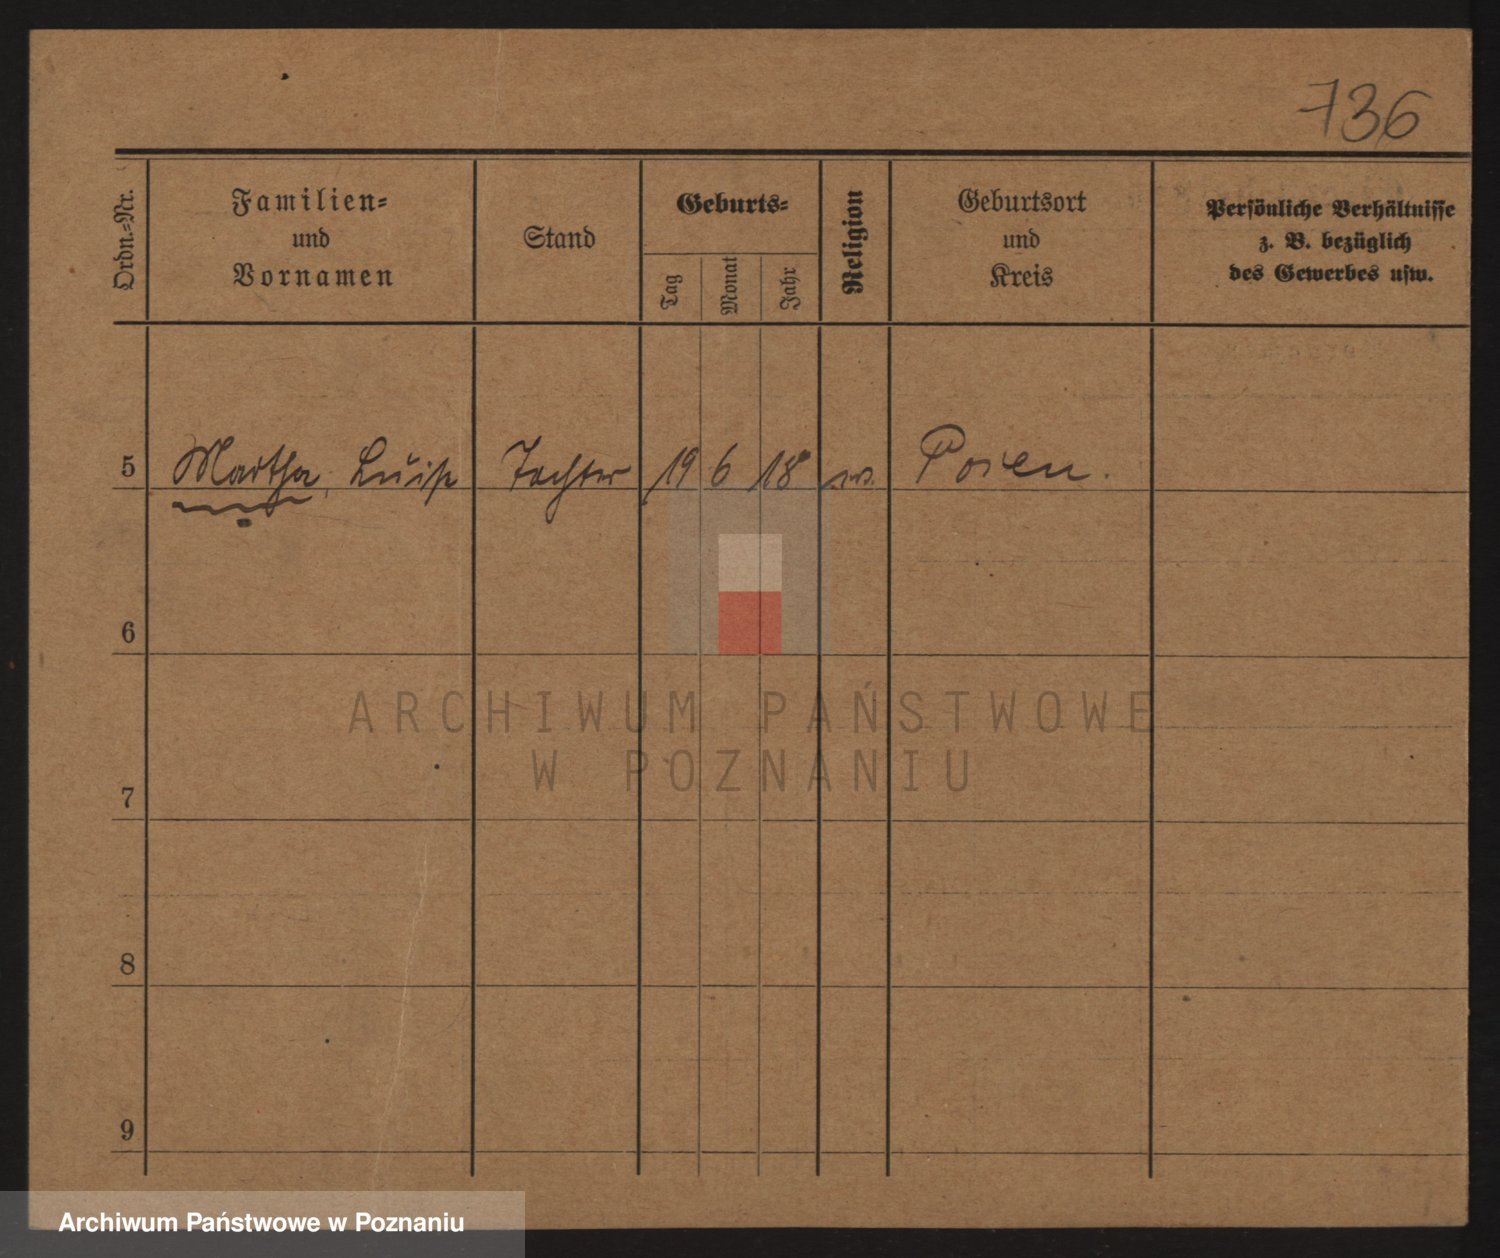 736
Ordn.-Nr.
Familien-
und
Vornamen
Stand
Geburts-
Tag
Monat
Jahr
Religion
Geburtsort
und
Kreis
Persönliche Verhältnisse
z. B. bezüglich
des Gewerbes usw.
5 Martha, Luise Tochter 19 6 18 ev. Posen.
6
ARCHIWUM PAŃSTWOWE
W POZNANIU
7
8
9
Archiwum Państwowe w Poznaniu